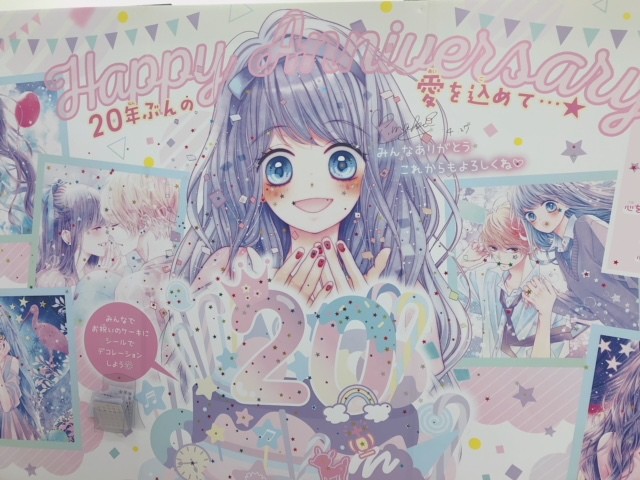 Happy Anniversary
20年ぶんの
愛を込めて…★
みんなありがとう
これからもよろしくね♡
みんなで
お祝いのケーキに
シールで
デコレーション
しよう
20